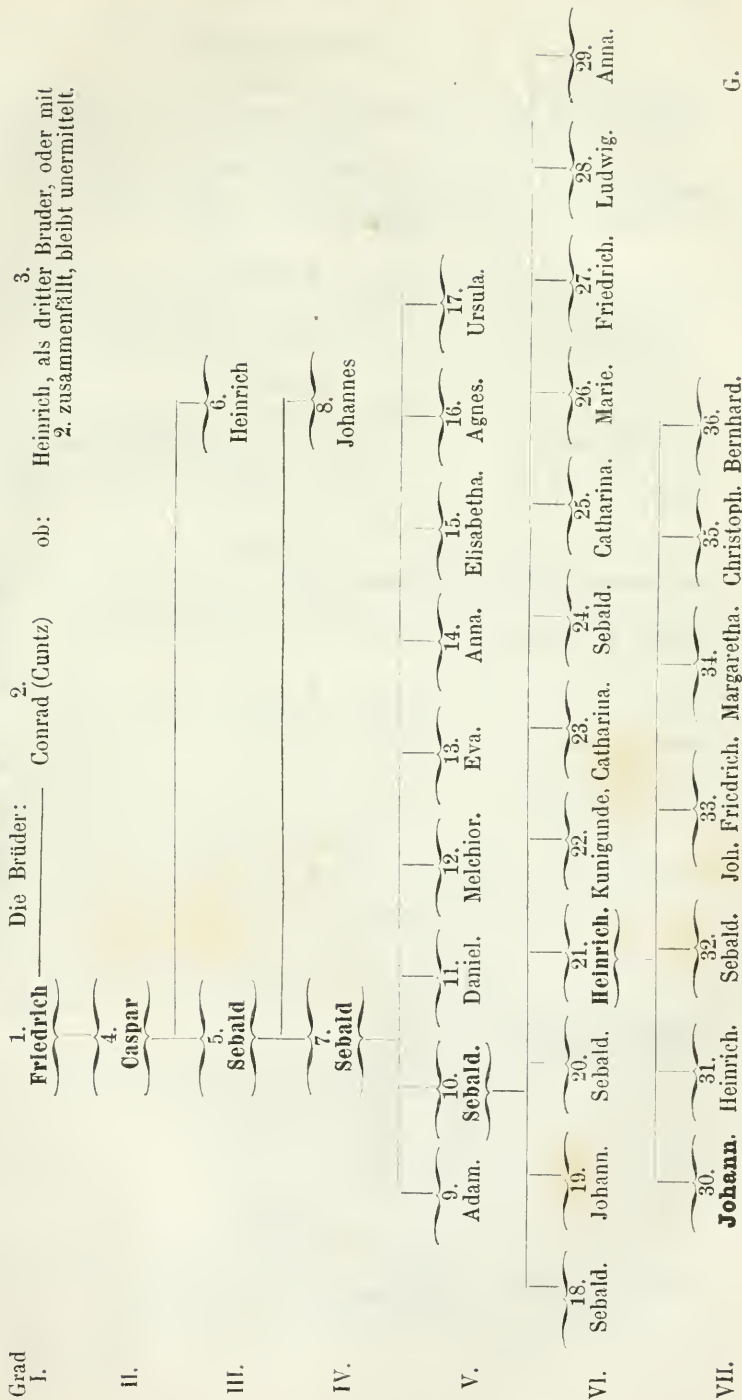 Grad
I.
Die Brüder:
1.
Friedrich
2.
Conrad (Cuntz)
ob:
3.
Heinrich, als dritter Bruder, oder mit
2. zusammenfällt, bleibt unermittelt.
II.
4.
Caspar
III.
5.
Sebald
6.
Heinrich
IV.
7.
Sebald
8.
Johannes
V.
9.
Adam.
10.
Sebald.
11.
Daniel.
12.
Melchior.
13.
Eva.
14.
Anna.
15.
Elisabetha.
16.
Agnes.
17.
Ursula.
VI.
18.
Sebald.
19.
Johann.
20.
Sebald.
21.
Heinrich.
22.
Kunigunde.
23.
Catharina.
24.
Sebald.
25.
Catharina.
26.
Marie.
27.
Friedrich.
28.
Ludwig.
29.
Anna.
VII.
30.
Johann.
31.
Heinrich.
32.
Sebald.
33.
Joh. Friedrich.
34.
Margaretha.
35.
Christoph.
36.
Bernhard.
G.